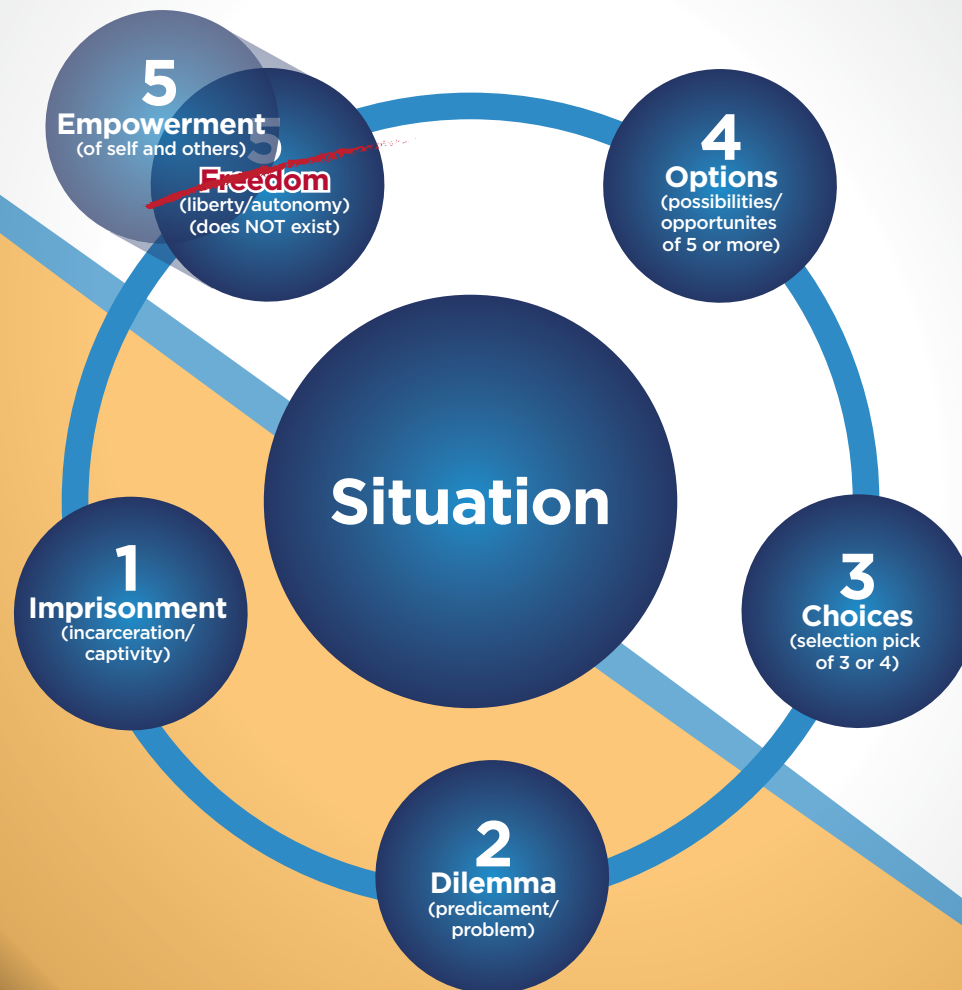 5
Empowerment
(of self and others)
5
Freedom
(liberty/autonomy)
(does NOT exist)
4
Options
(possibilities/
opportunites
of 5 or more)
Situation
1
Imprisonment
(incarceration/
captivity)
3
Choices
(selection pick
of 3 or 4)
2
Dilemma
(predicament/
problem)